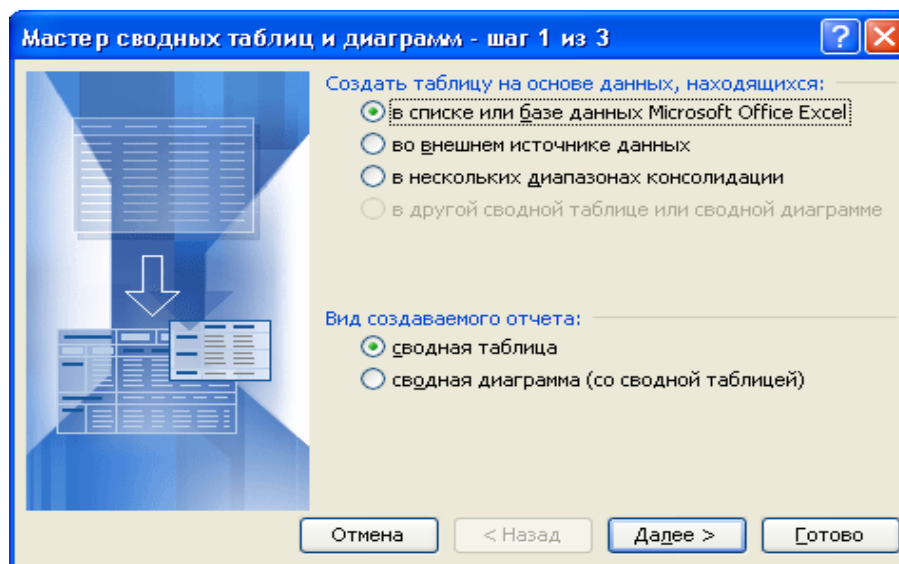 Мастер сводных таблиц и диаграмм - шаг 1 из 3
Создать таблицу на основе данных, находящихся:
в списке или базе данных Microsoft Office Excel
во внешнем источнике данных
в нескольких диапазонах консолидации
в другой сводной таблице или сводной диаграмме
Вид создаваемого отчета:
сводная таблица
сводная диаграмма (со сводной таблицей)
Отмена < Назад Далее > Готово